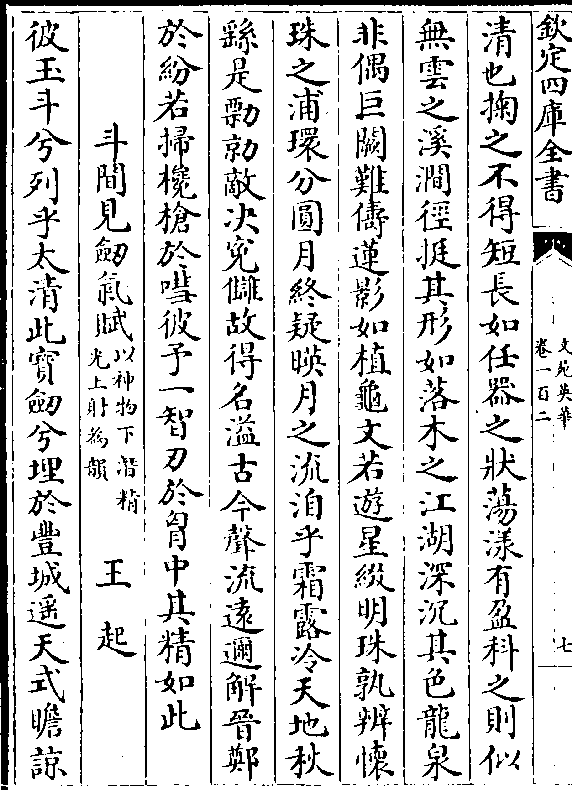 欽定四庫全書
文苑英華
卷一百二
七
清也掬之不得短長如任器之狀蕩漾有盈科之則似
無雲之溪澗徑挺其形如落木之江湖深沉其色龍泉
非偶巨闕難儔蓮影如植龜文若遊星綴明珠孰辨懷
珠之浦環分圓月終疑暎月之流洎乎霜露冷天地秋
繇是剸勍敵决寃讎故得名溢古今聲流遠邇解晉鄭
於紛若掃欃槍於嘒彼予一智刃於胷中其精如此
斗間見劒氣賦以神物下潛精光上射為韻 王起
彼玉斗兮列乎太清此寶劒兮埋於豐城遥天式瞻諒